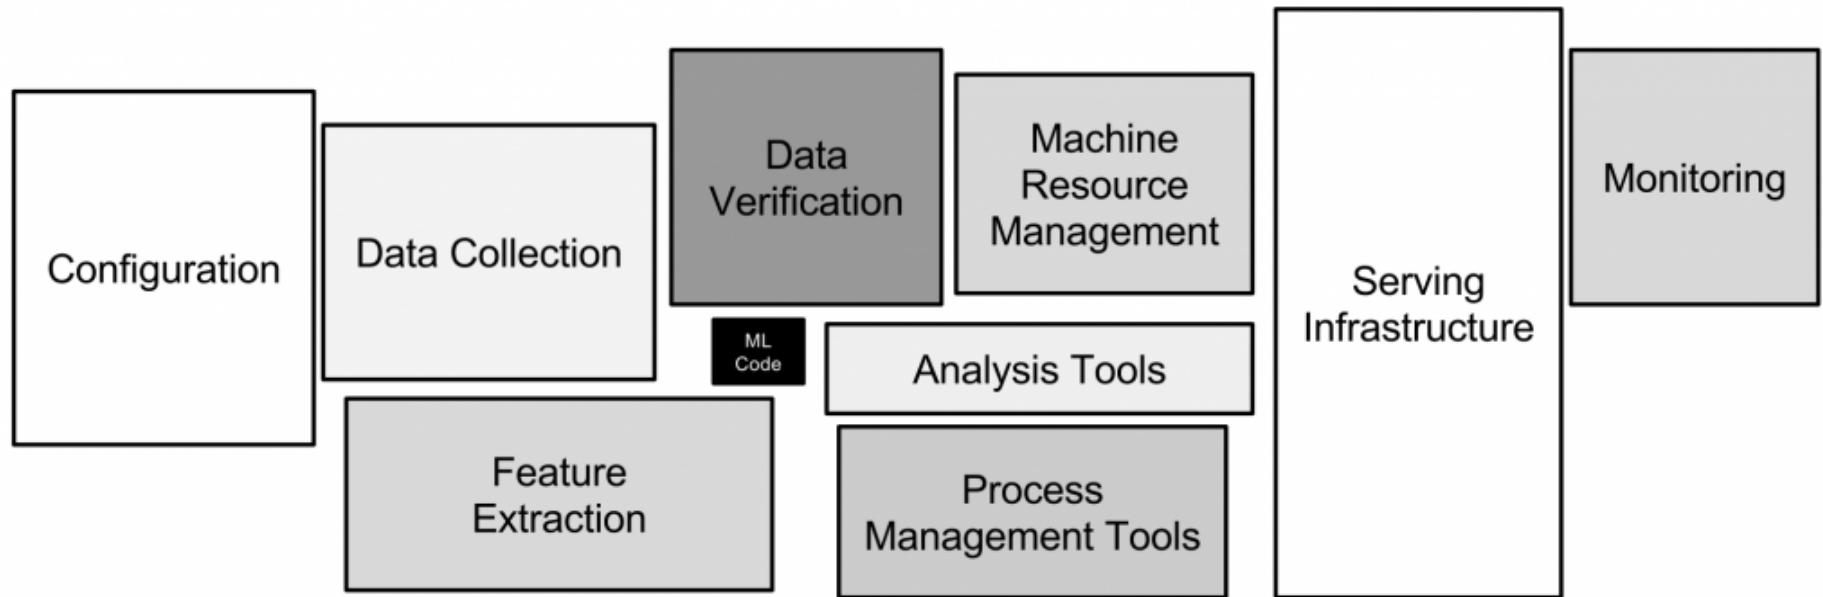 Configuration
Data Collection
Data
Verification
Machine
Resource
Management
Serving
Infrastructure
Monitoring
ML
Code
Analysis Tools
Feature
Extraction
Process
Management Tools